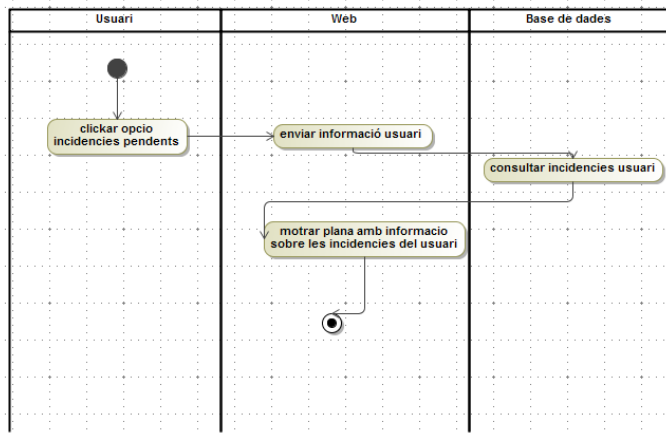 Usuari
Web
Base de dades
clickar opcio
incidencies pendents
enviar informació usuari
consultar incidencies usuari
motrar plana amb informacio
sobre les incidencies del usuari